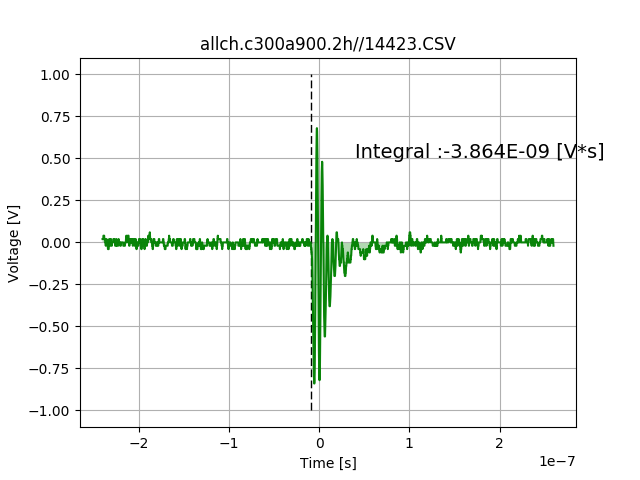 allch.c300a900.2h//14423.CSV
1.00
0.75
0.50
0.25
0.00
−0.25
−0.50
−0.75
−1.00
Voltage [V]
Integral :-3.864E-09 [V*s]
−2
−1
0
1
2
1e−7
Time [s]